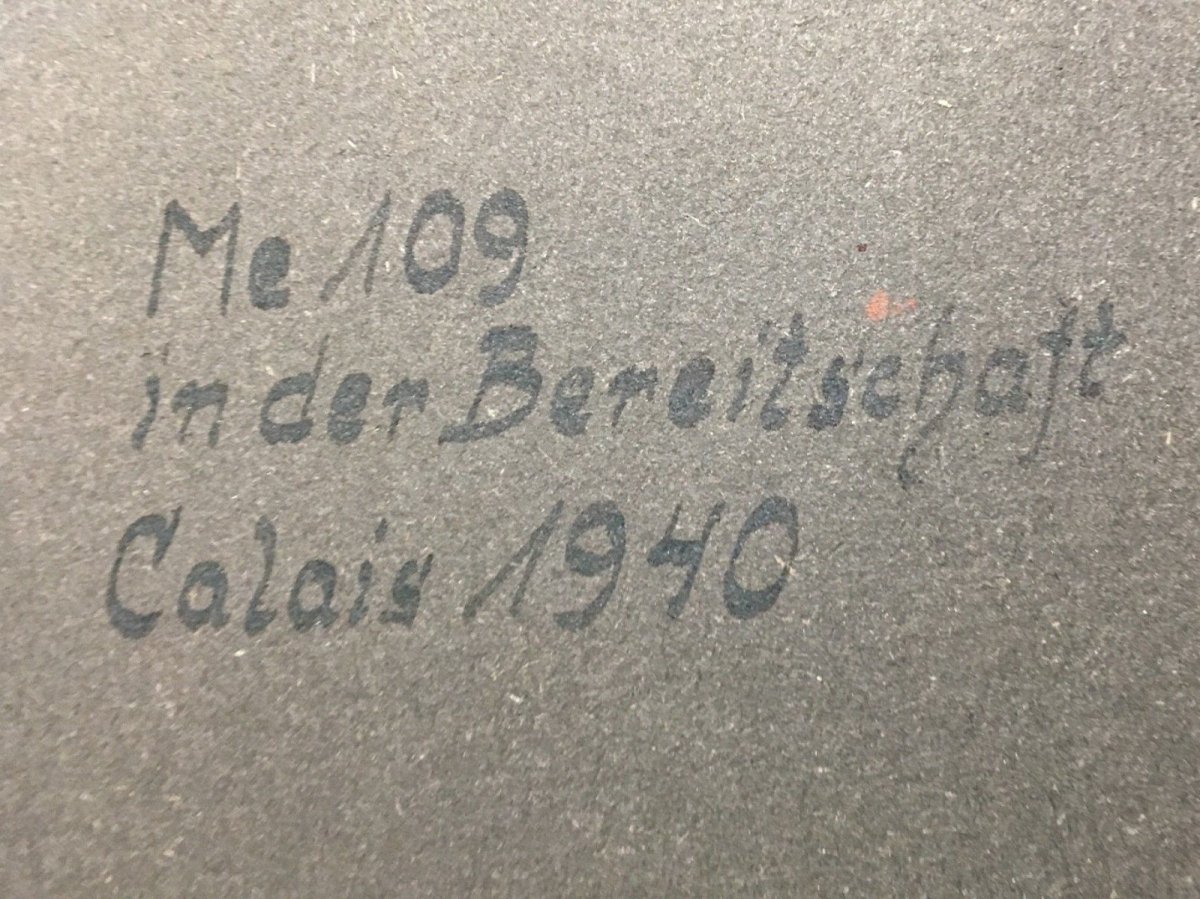 Me 109
in der Bereitschaft
Calais 1940